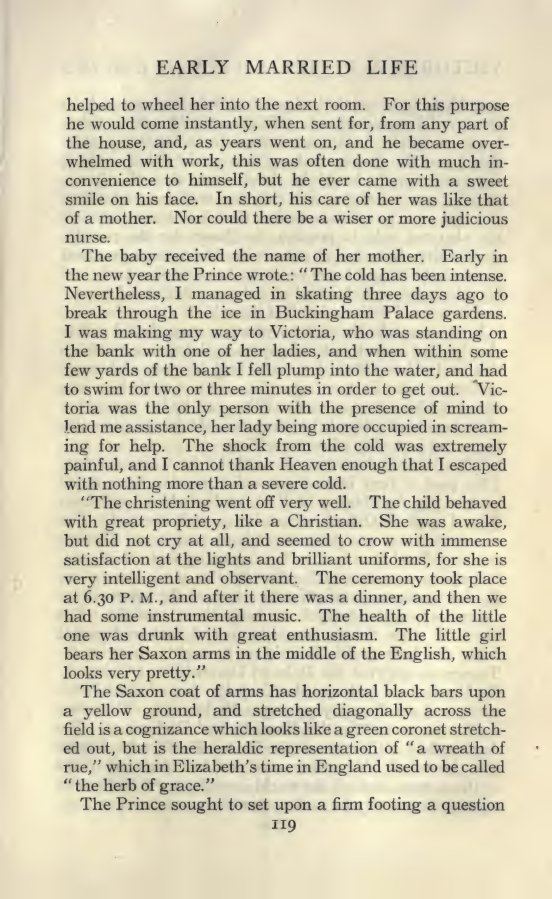 EARLY MARRIED LIFE
helped to wheel her into the next room. For this purpose
he would come instantly, when sent for, from any part of
the house, and, as years went on, and he became over-
whelmed with work, this was often done with much in-
convenience to himself, but he ever came with a sweet
smile on his face. In short, his care of her was like that
of a mother. Nor could there be a wiser or more judicious
nurse.
The baby received the name of her mother. Early in
the new year the Prince wrote: "The cold has been intense.
Nevertheless, I managed in skating three days ago to
break through the ice in Buckingham Palace gardens.
I was making my way to Victoria, who was standing on
the bank with one of her ladies, and when within some
few yards of the bank I fell plump into the water, and had
to swim for two or three minutes in order to get out. Vic-
toria was the only person with the presence of mind to
lend me assistance, her lady being more occupied in scream-
ing for help. The shock from the cold was extremely
painful, and I cannot thank Heaven enough that I escaped
with nothing more than a severe cold.
"The christening went off very well. The child behaved
with great propriety, like a Christian. She was awake,
but did not cry at all, and seemed to crow with immense
satisfaction at the lights and brilliant uniforms, for she is
very intelligent and observant. The ceremony took place
at 6.30 P. M., and after it there was a dinner, and then we
had some instrumental music. The health of the little
one was drunk with great enthusiasm. The little girl
bears her Saxon arms in the middle of the English, which
looks very pretty."
The Saxon coat of arms has horizontal black bars upon
a yellow ground, and stretched diagonally across the
field is a cognizance which looks like a green coronet stretch-
ed out, but is the heraldic representation of "a wreath of
rue," which in Elizabeth's time in England used to be called
"the herb of grace."
The Prince sought to set upon a firm footing a question
119